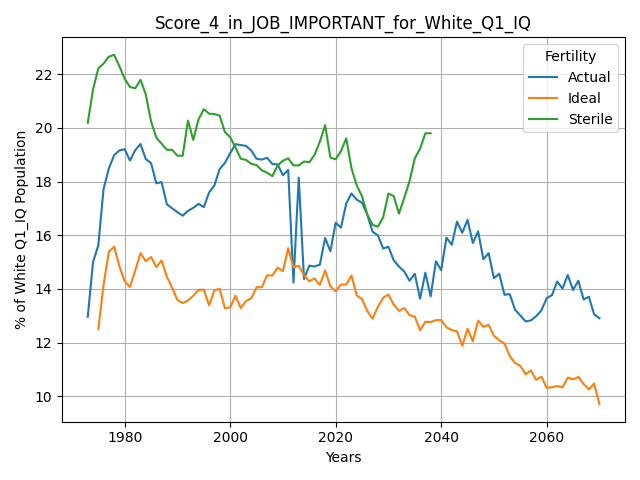 Score_4_in_JOB_IMPORTANT_for_White_Q1_IQ
Fertility
Actual
Ideal
Sterile
% of White Q1_IQ Population
22
20
18
16
14
12
10
1980
2000
2020
2040
2060
Years